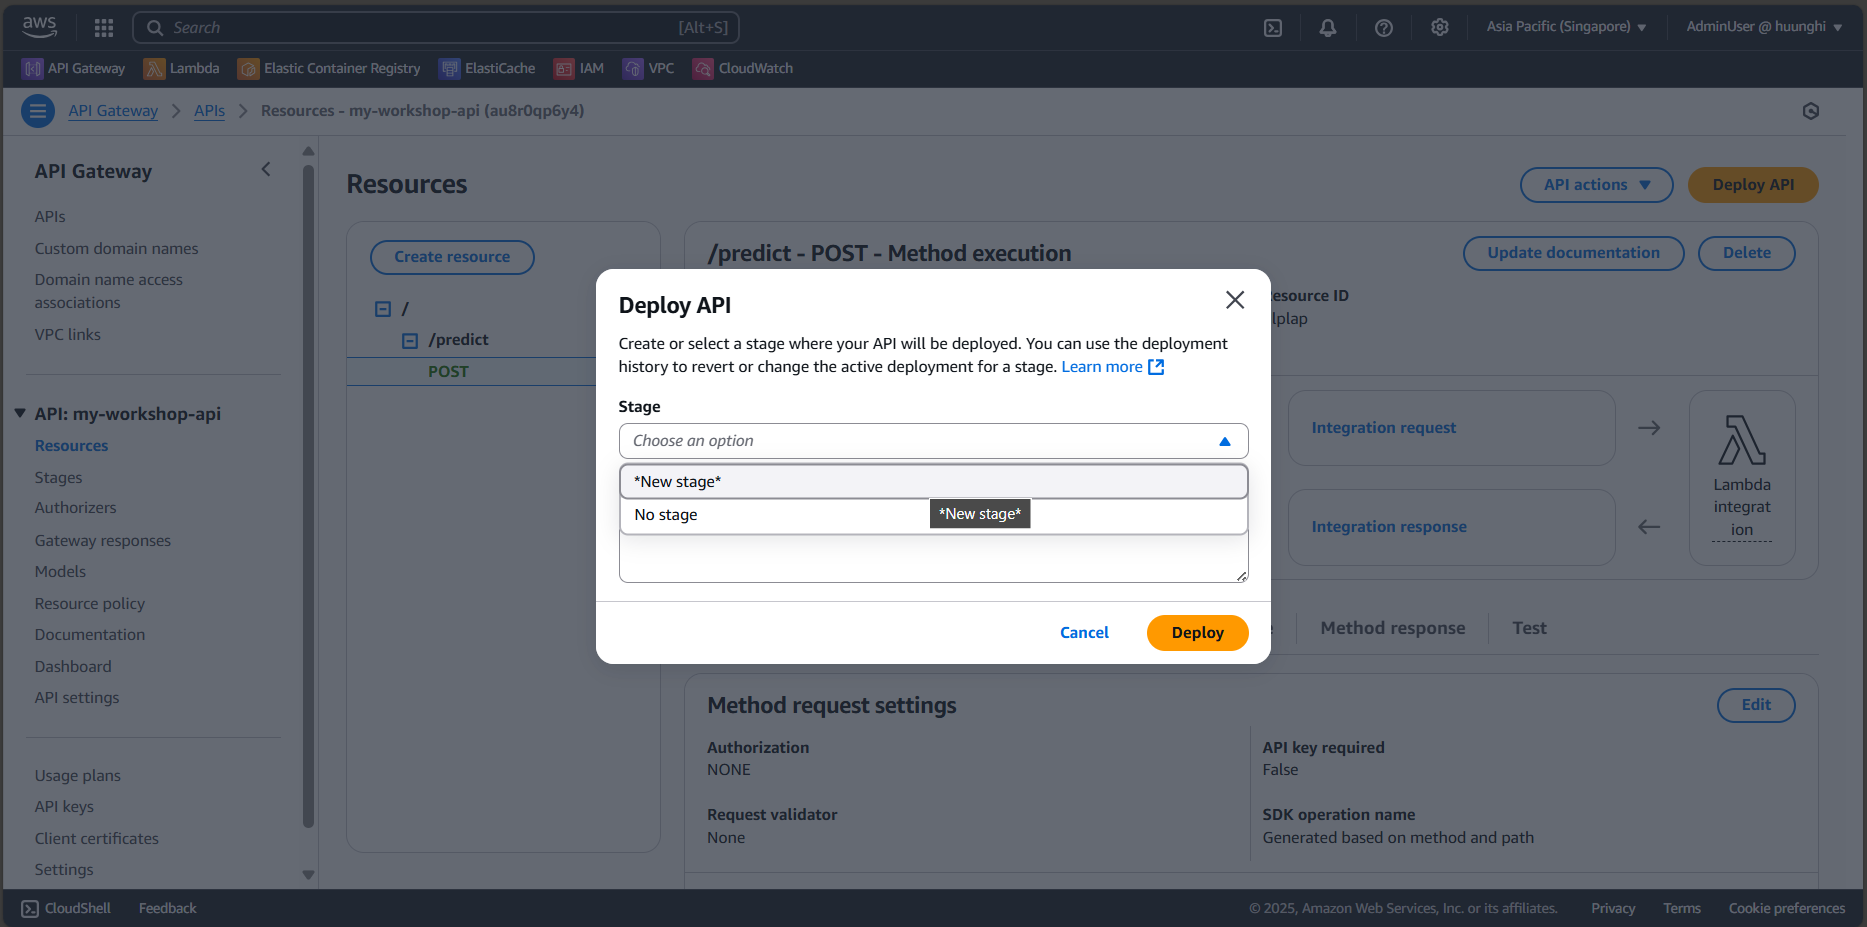 aws
Search
[Alt+S]
Asia Pacific (Singapore)
AdminUser @ huunghi
API Gateway
Lambda
Elastic Container Registry
ElastiCache
IAM
VPC
CloudWatch
API Gateway
APIs
Resources - my-workshop-api (au8r0qp6y4)
API Gateway
APIs
Custom domain names
Domain name access
associations
VPC links
API: my-workshop-api
Resources
Stages
Authorizers
Gateway responses
Models
Resource policy
Documentation
Dashboard
API settings
Usage plans
API keys
Client certificates
Settings
Resources
API actions
Deploy API
Create resource
/
/predict
POST
/predict - POST - Method execution
Update documentation
Delete
esource ID
lplap
Deploy API
Create or select a stage where your API will be deployed. You can use the deployment
history to revert or change the active deployment for a stage. Learn more
Stage
Choose an option
*New stage*
No stage
*New stage*
Cancel
Deploy
Integration request
Integration response
Lambda
integrat
ion
Method response
Test
Method request settings
Edit
Authorization
NONE
API key required
False
Request validator
None
SDK operation name
Generated based on method and path
CloudShell
Feedback
© 2025, Amazon Web Services, Inc. or its affiliates.
Privacy
Terms
Cookie preferences